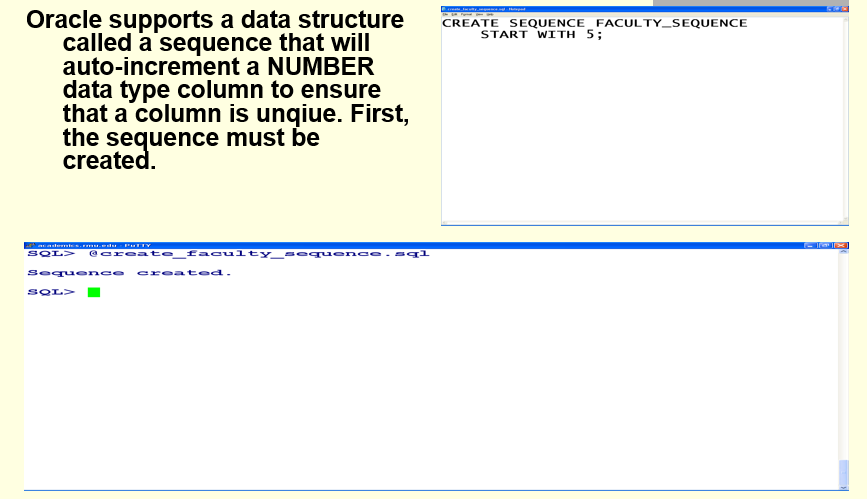 Oracle supports a data structure
called a sequence that will
auto-increment a NUMBER
data type column to ensure
that a column is unqiue. First,
the sequence must be
created.
create_faculty_sequence.sql - Notepad
File Edit Format View Help
CREATE SEQUENCE FACULTY_SEQUENCE
START WITH 5;
academics.rmu.edu - PuTTY
SQL> @create_faculty_sequence.sql
Sequence created.
SQL>